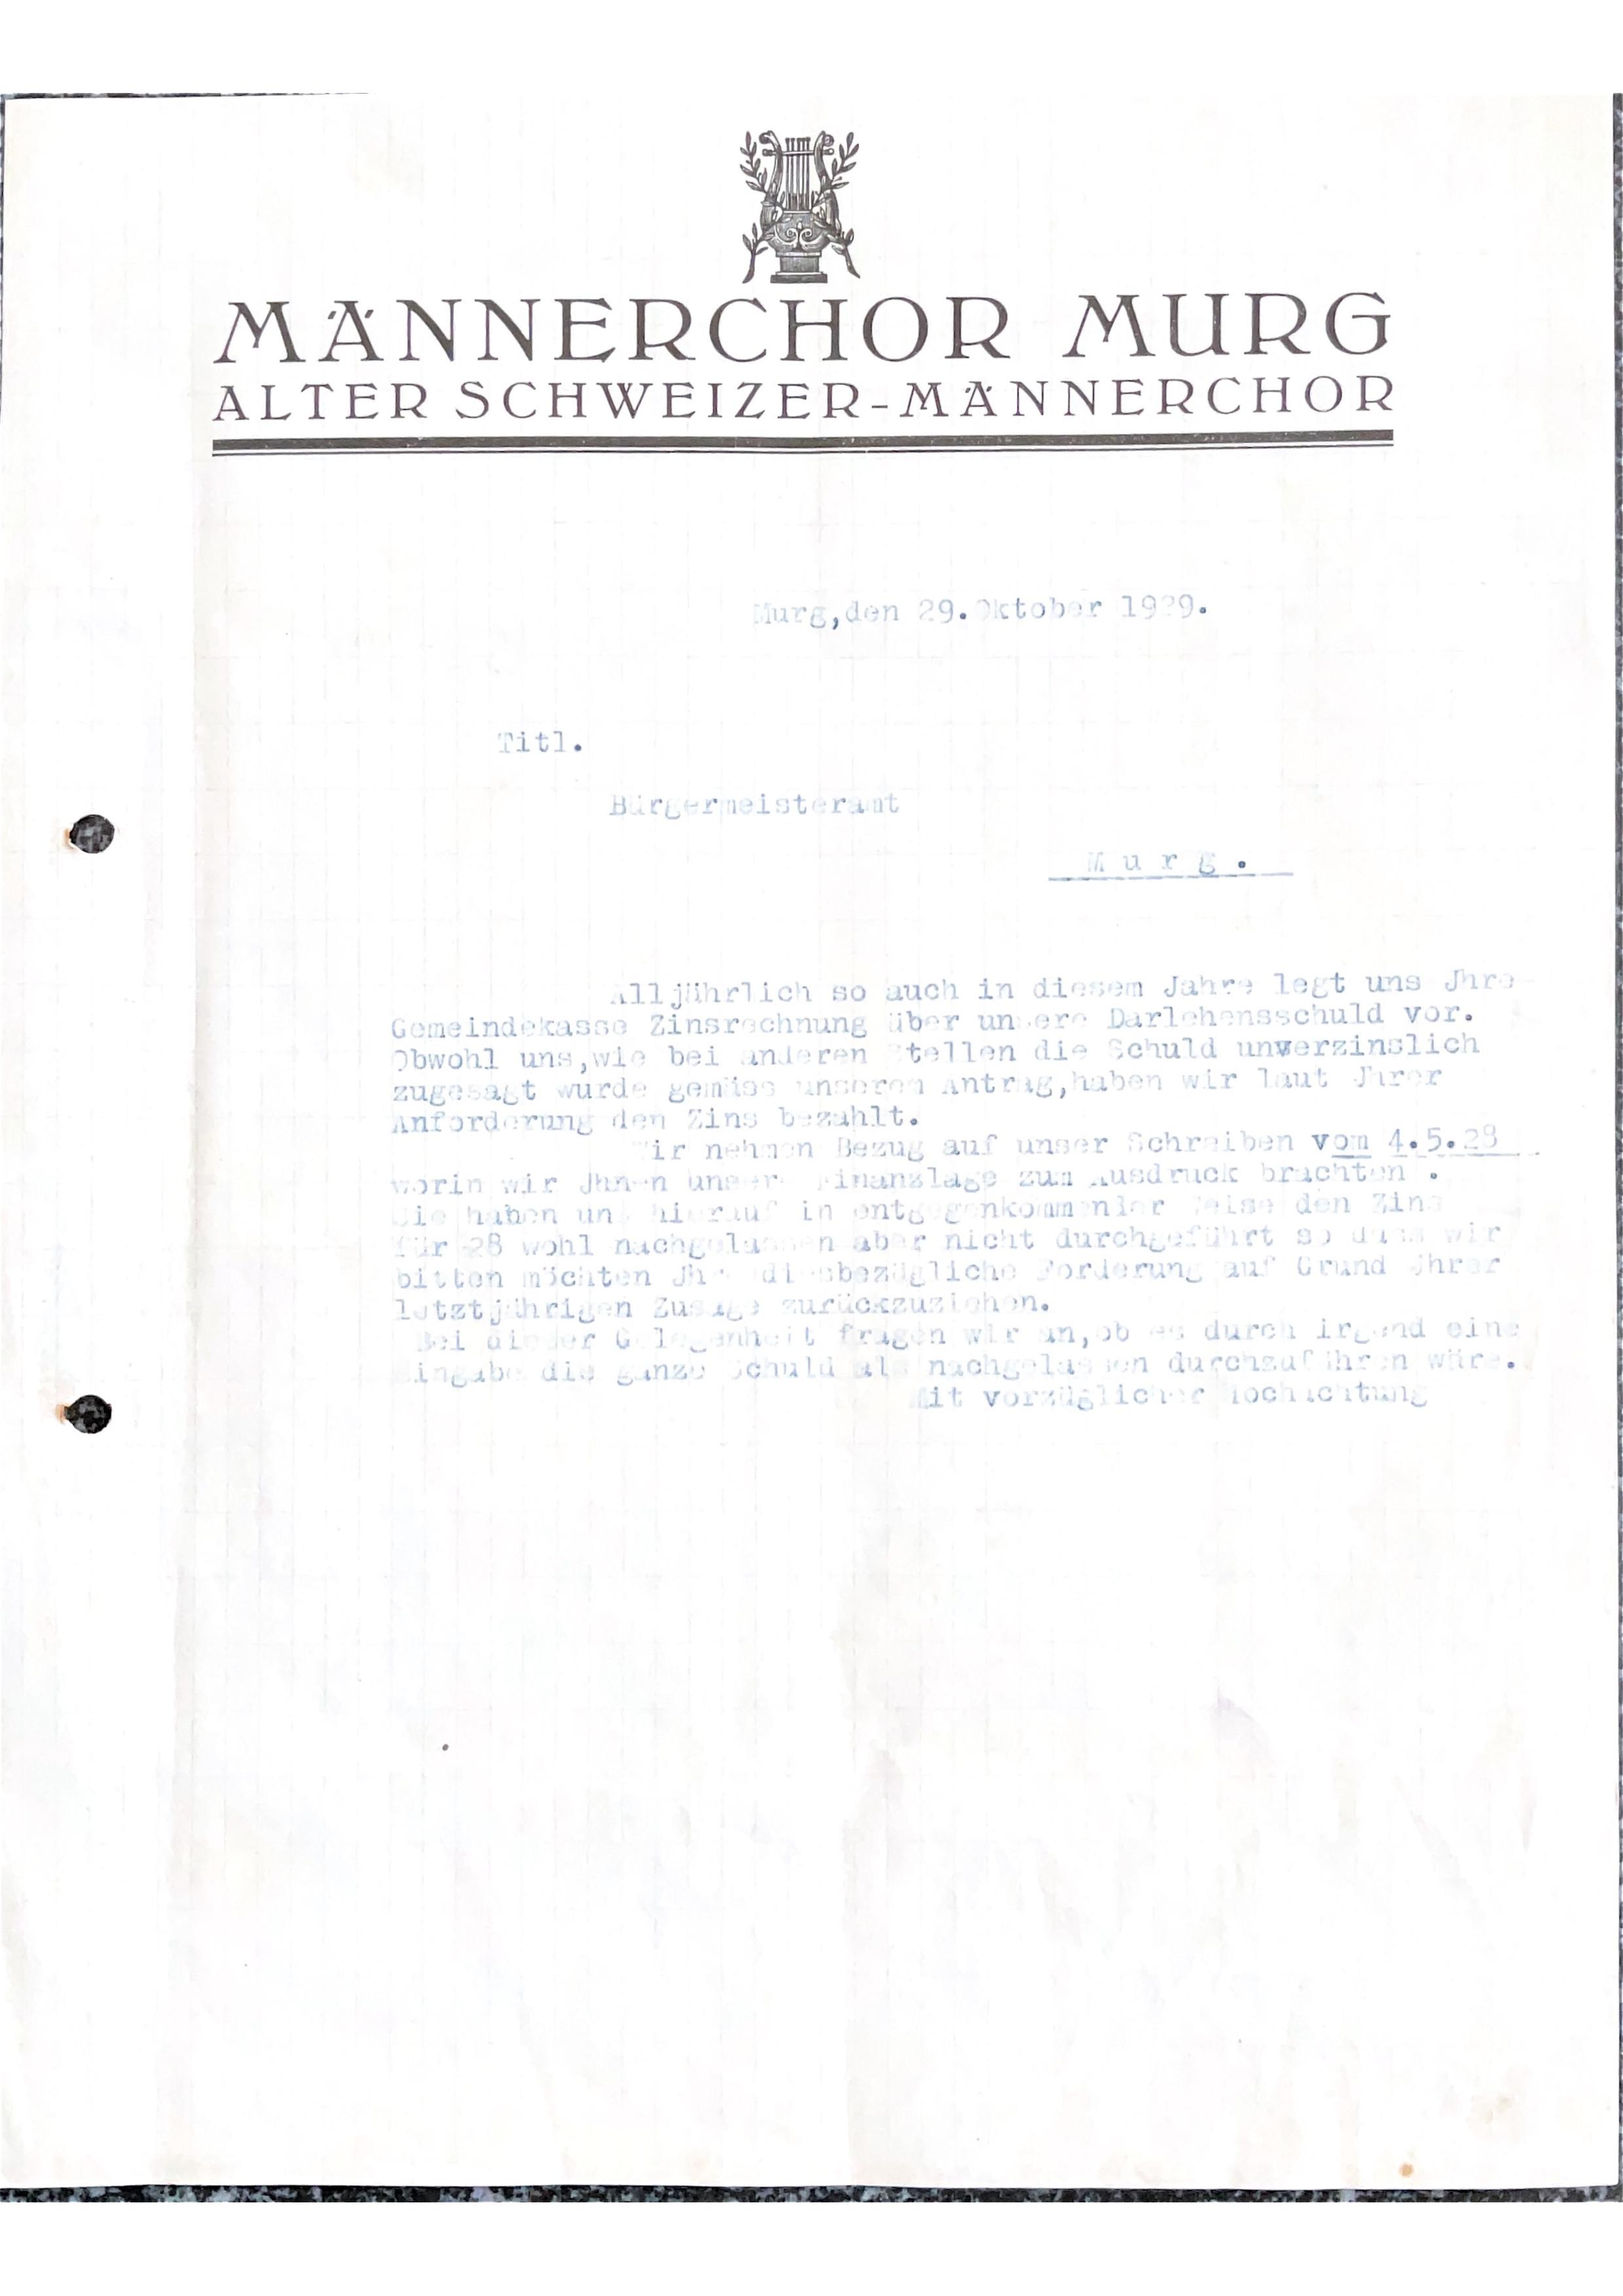 MÄNNERCHOR MURG
ALTER SCHWEIZER-MÄNNERCHOR
Murg,den 29.Oktober 1929.
Titl.
Bürgermeisteramt
Murg.
Alljährlich so auch in diesem Jahre legt uns Jhre
Gemeindekasse Zinsrechnung über unsere Darlehensschuld vor.
Obwohl uns,wie bei anderen Stellen die Schuld unverzinslich
zugesagt wurde gemäss unserem Antrag,haben wir laut Jhrer
Anforderung den Zins bezahlt.
Wir nehmen Bezug auf unser Schreiben vom 4.5.28
worin wir Jhnen unsere Finanzlage zum Ausdruck brachten .
Sie haben uns hierauf in entgegenkommender Weise den Zins
für 28 wohl nachgelassen aber nicht durchgeführt so dass wir
bitten möchten Jhre diesbezügliche Forderung auf Grund Jhrer
letztjährigen Zusage zurückzuziehen.
Bei dieser Gelegenheit fragen wir an,ob es durch irgend eine
Eingabe die ganze Schuld als nachgelassen durchzuführen wäre.
Mit vorzüglicher Hochachtung